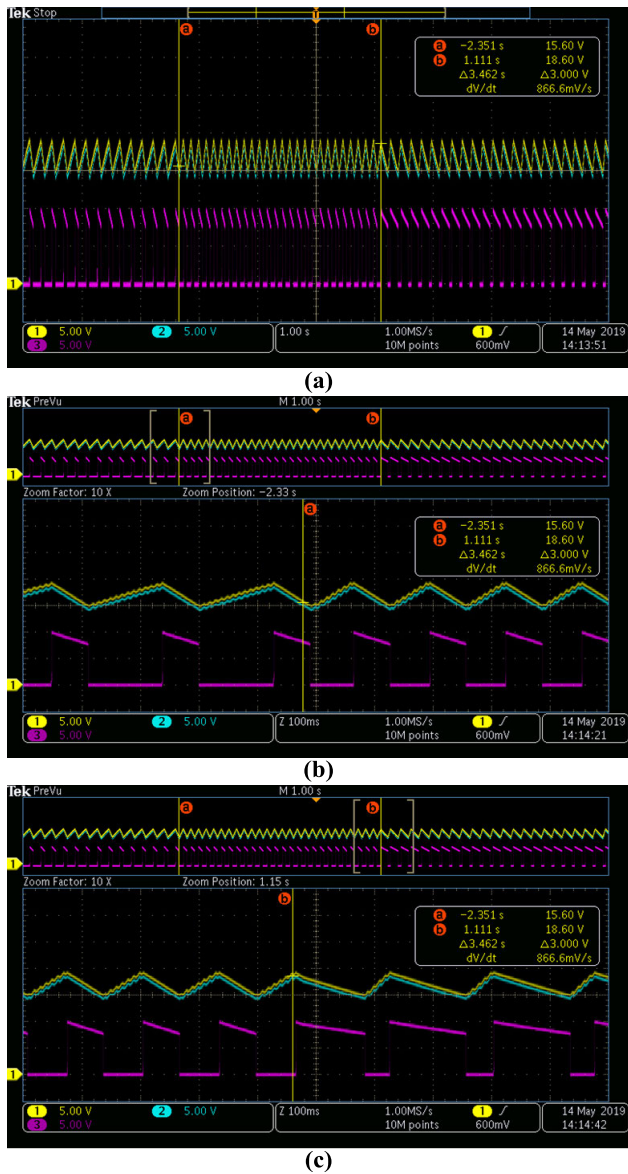 Tek Stop
a b
a −2.351 s 15.60 V
b 1.111 s 18.60 V
Δ3.462 s Δ3.000 V
dV/dt 866.6mV/s
1
1 5.00 V 2 5.00 V 1.00 s 1.00MS/s 1 600mV 14 May 2019
3 5.00 V 10M points 14:13:51
(a)
Tek PreVu M 1.00 s
a b
1
Zoom Factor: 10 X Zoom Position: −2.33 s
a
a −2.351 s 15.60 V
b 1.111 s 18.60 V
Δ3.462 s Δ3.000 V
dV/dt 866.6mV/s
1
1 5.00 V 2 5.00 V Z 100ms 1.00MS/s 1 600mV 14 May 2019
3 5.00 V 10M points 14:14:21
(b)
Tek PreVu M 1.00 s
a b
1
Zoom Factor: 10 X Zoom Position: 1.15 s
b
a −2.351 s 15.60 V
b 1.111 s 18.60 V
Δ3.462 s Δ3.000 V
dV/dt 866.6mV/s
1
1 5.00 V 2 5.00 V Z 100ms 1.00MS/s 1 600mV 14 May 2019
3 5.00 V 10M points 14:14:42
(c)